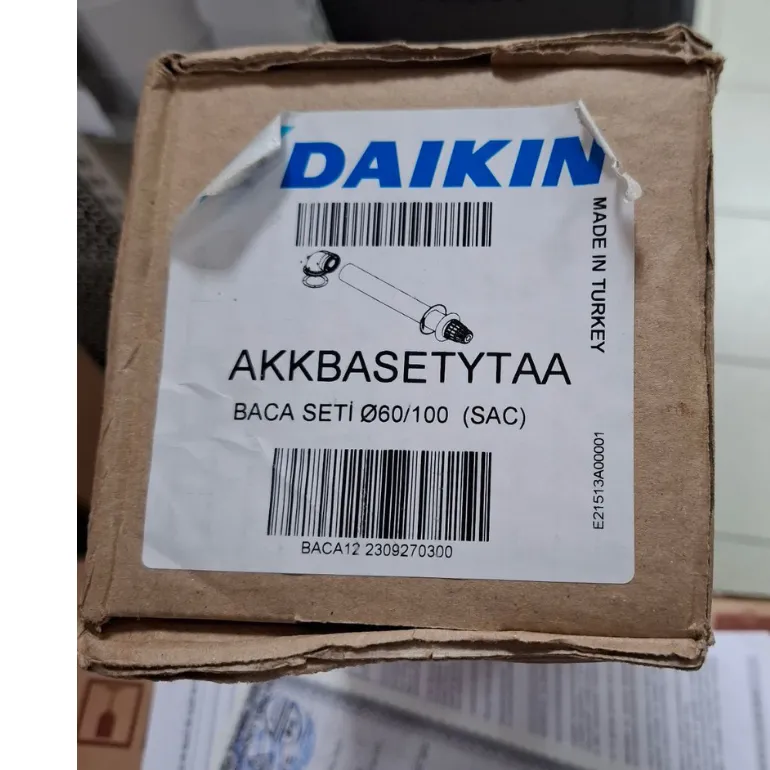 DAIKIN
MADE IN TURKEY
AKKBASETYTAA
BACA SETİ Ø60/100 (SAC)
BACA12 2309270300
E21513A00001